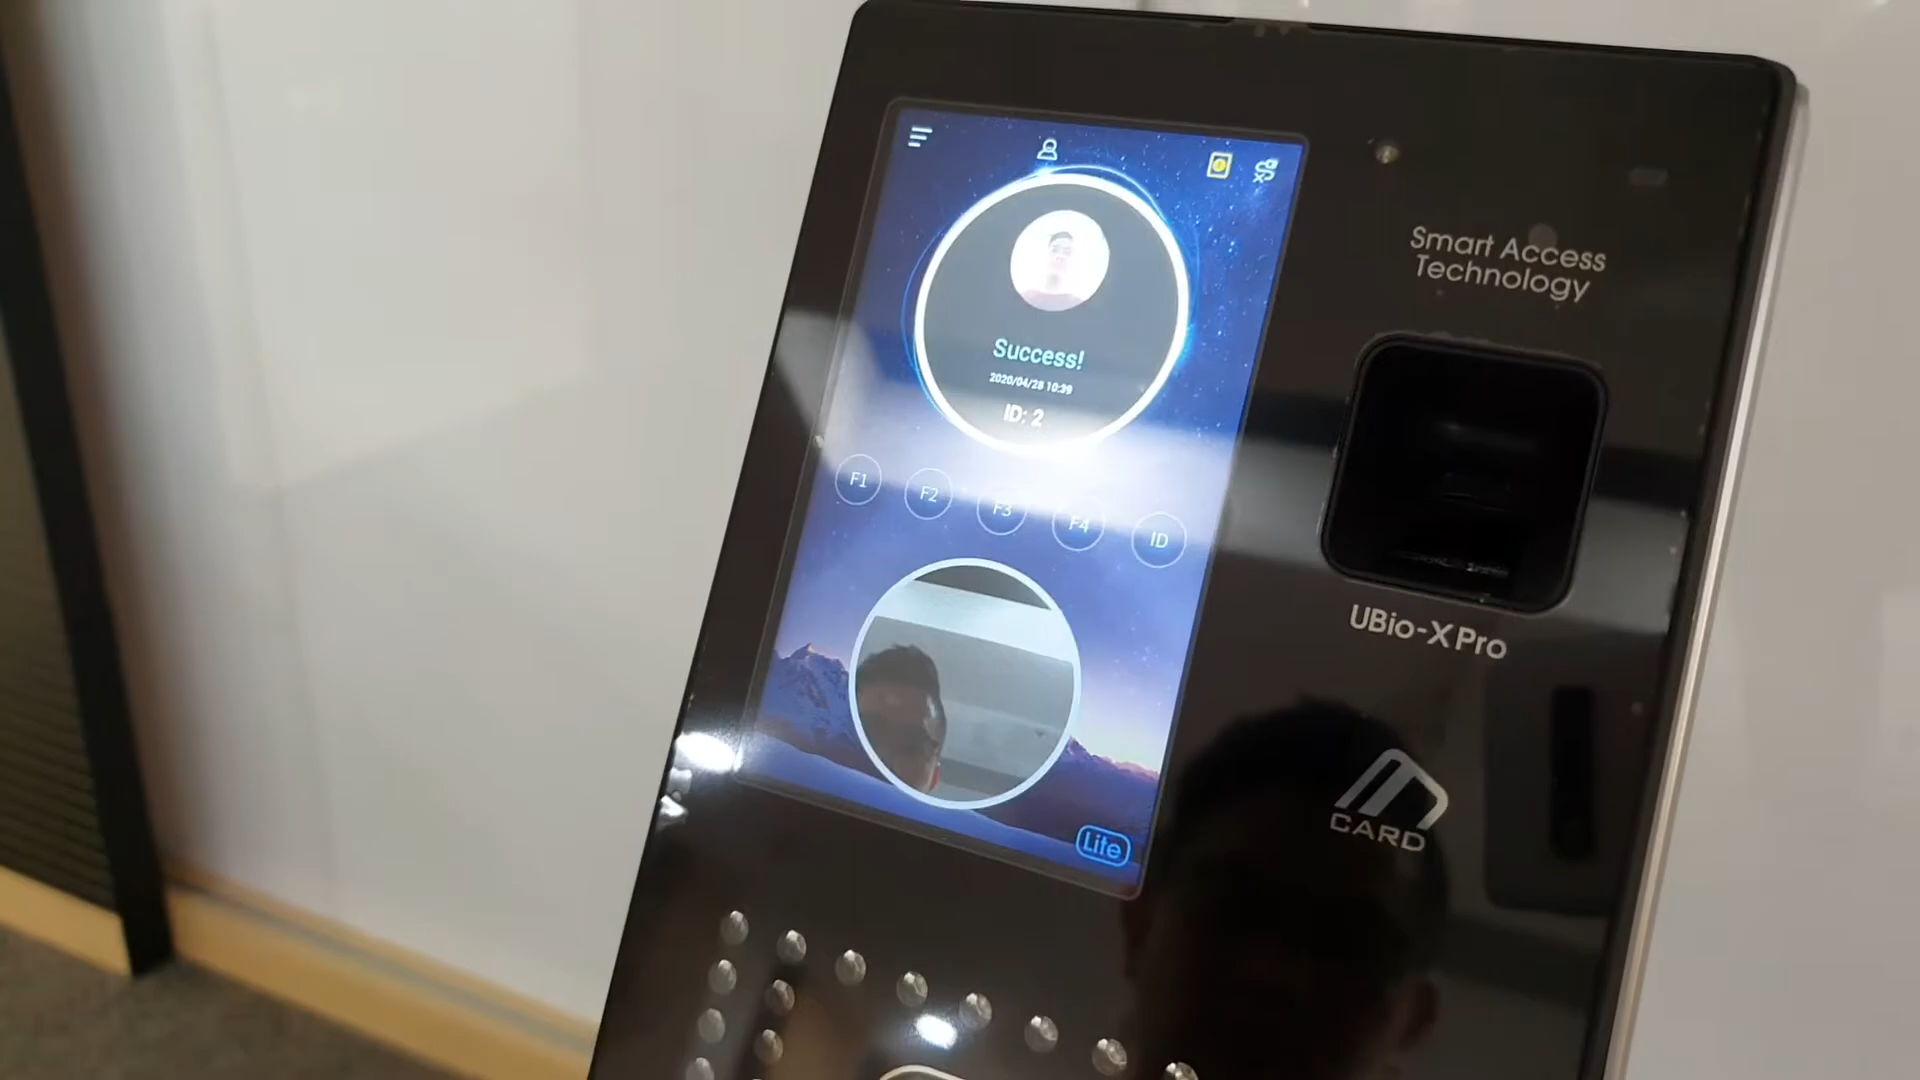 Smart Access
Technology
Success!
2020/04/28 10:39
ID: 2
F1
F2
F3
F4
ID
UBio-X Pro
CARD
Lite